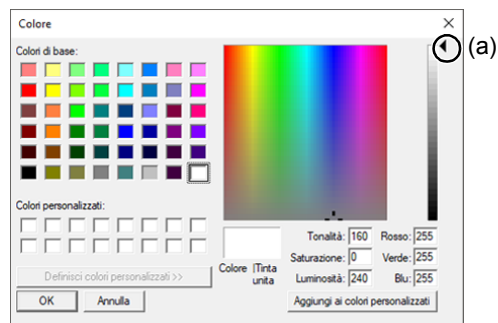 Colore
(a)
Colori di base:
Colori personalizzati:
Definisci colori personalizzati >>
OK Annulla
Colore |Tinta
unita
Tonalità: 160 Rosso: 255
Saturazione: 0 Verde: 255
Luminosità: 240 Blu: 255
Aggiungi ai colori personalizzati